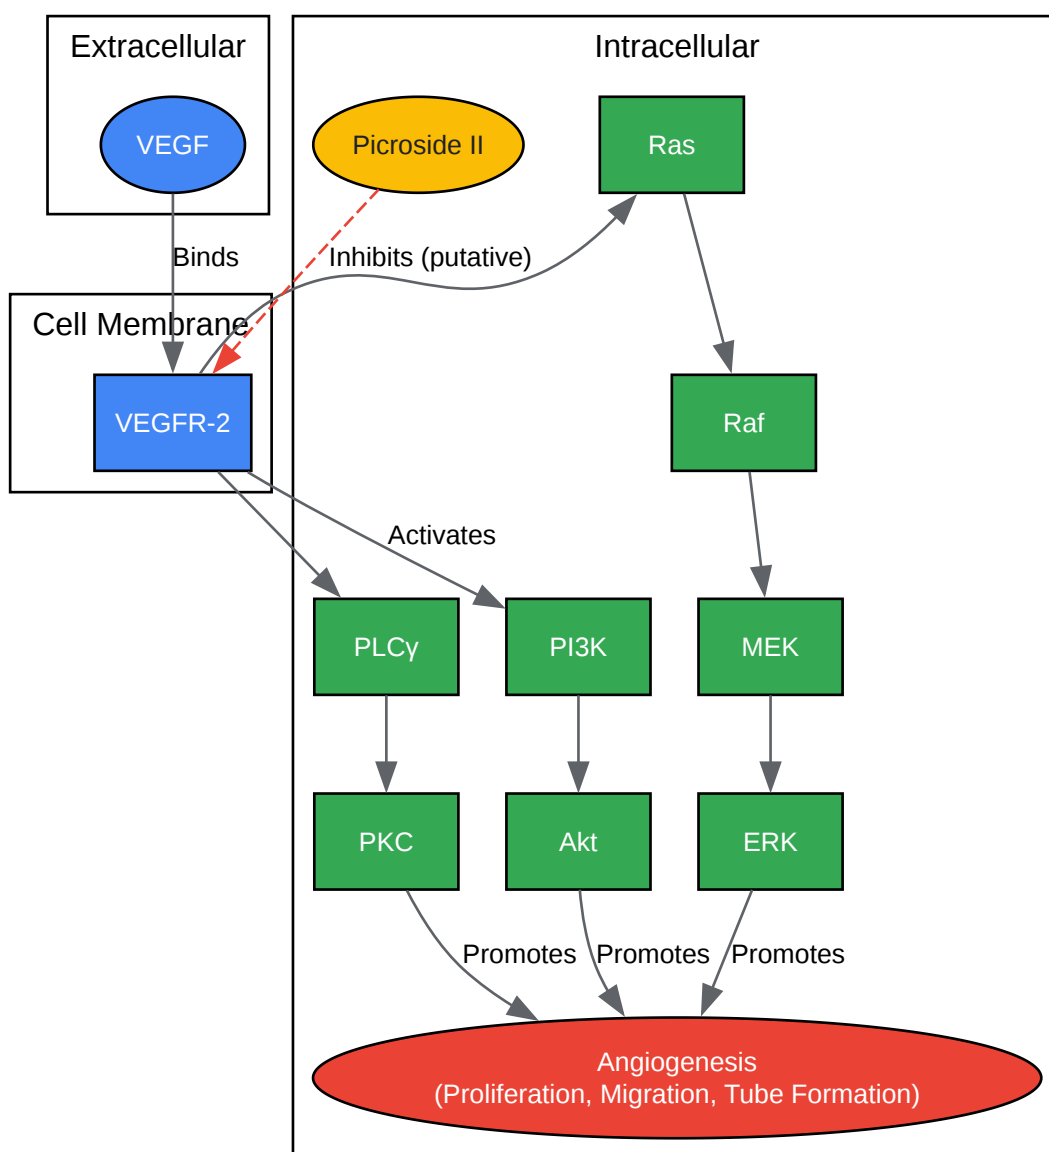 Extracellular
Intracellular
VEGF
Picroside II
Ras
Binds
Inhibits (putative)
Cell Membrane
VEGFR-2
Raf
Activates
PLCγ
PI3K
MEK
PKC
Akt
ERK
Promotes
Promotes
Promotes
Angiogenesis
(Proliferation, Migration, Tube Formation)